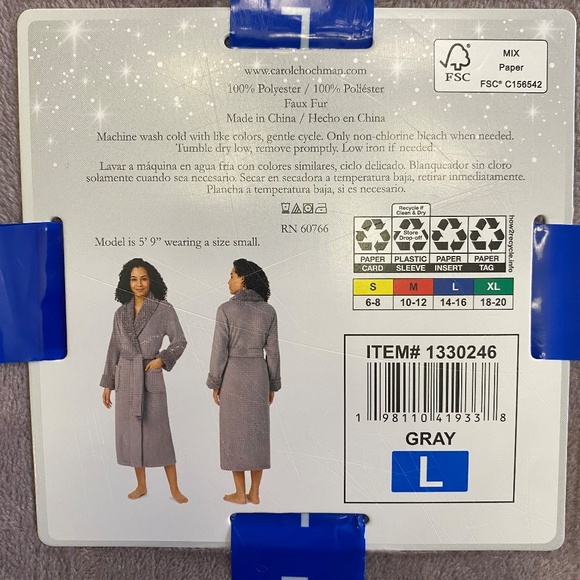 L
MIX
Paper
FSC® C156542
FSC
www.carolehochman.com
100% Polyester / 100% Poliéster
Faux Fur
Made in China / Hecho en China
Machine wash cold with like colors, gentle cycle. Only non-chlorine bleach when needed.
Tumble dry low, remove promptly. Low iron if needed.
Lavar a máquina en agua fria con colores similares, ciclo delicado. Blanqueador sin cloro
solamente cuando sea necesario. Secar en secadora a temperatura baja, retirar inmediatamente.
Plancha a temperatura baja, si es necesario.
RN 60766
Model is 5' 9" wearing a size small.
Recycle if
Clean & Dry
Store
Drop-off
PAPER PLASTIC PAPER PAPER
CARD SLEEVE INSERT TAG
how2recycle.info
S M L XL
6-8 10-12 14-16 18-20
ITEM# 1330246
1 98110 41933 8
GRAY
L
L